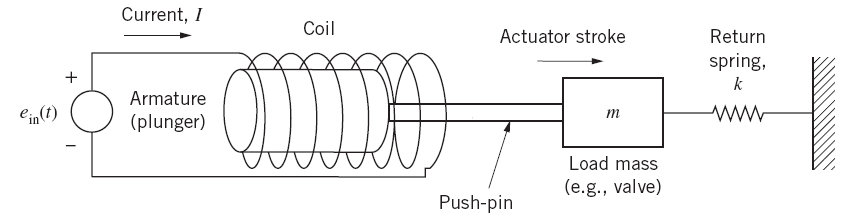 Current, I
Coil
Actuator stroke
Return
spring,
k
+
e_in(t)
−
Armature
(plunger)
m
Load mass
(e.g., valve)
Push-pin